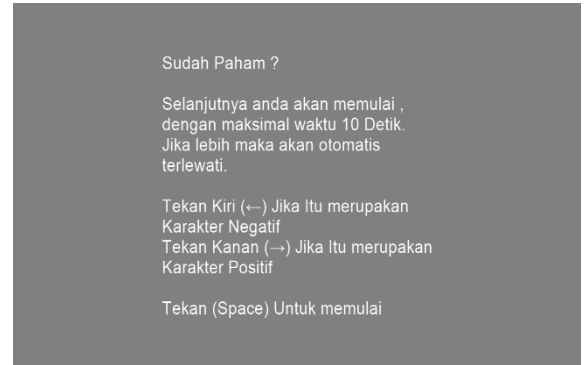 Sudah Paham ?
Selanjutnya anda akan memulai ,
dengan maksimal waktu 10 Detik.
Jika lebih maka akan otomatis
terlewati.
Tekan Kiri (←) Jika Itu merupakan
Karakter Negatif
Tekan Kanan (→) Jika Itu merupakan
Karakter Positif
Tekan (Space) Untuk memulai